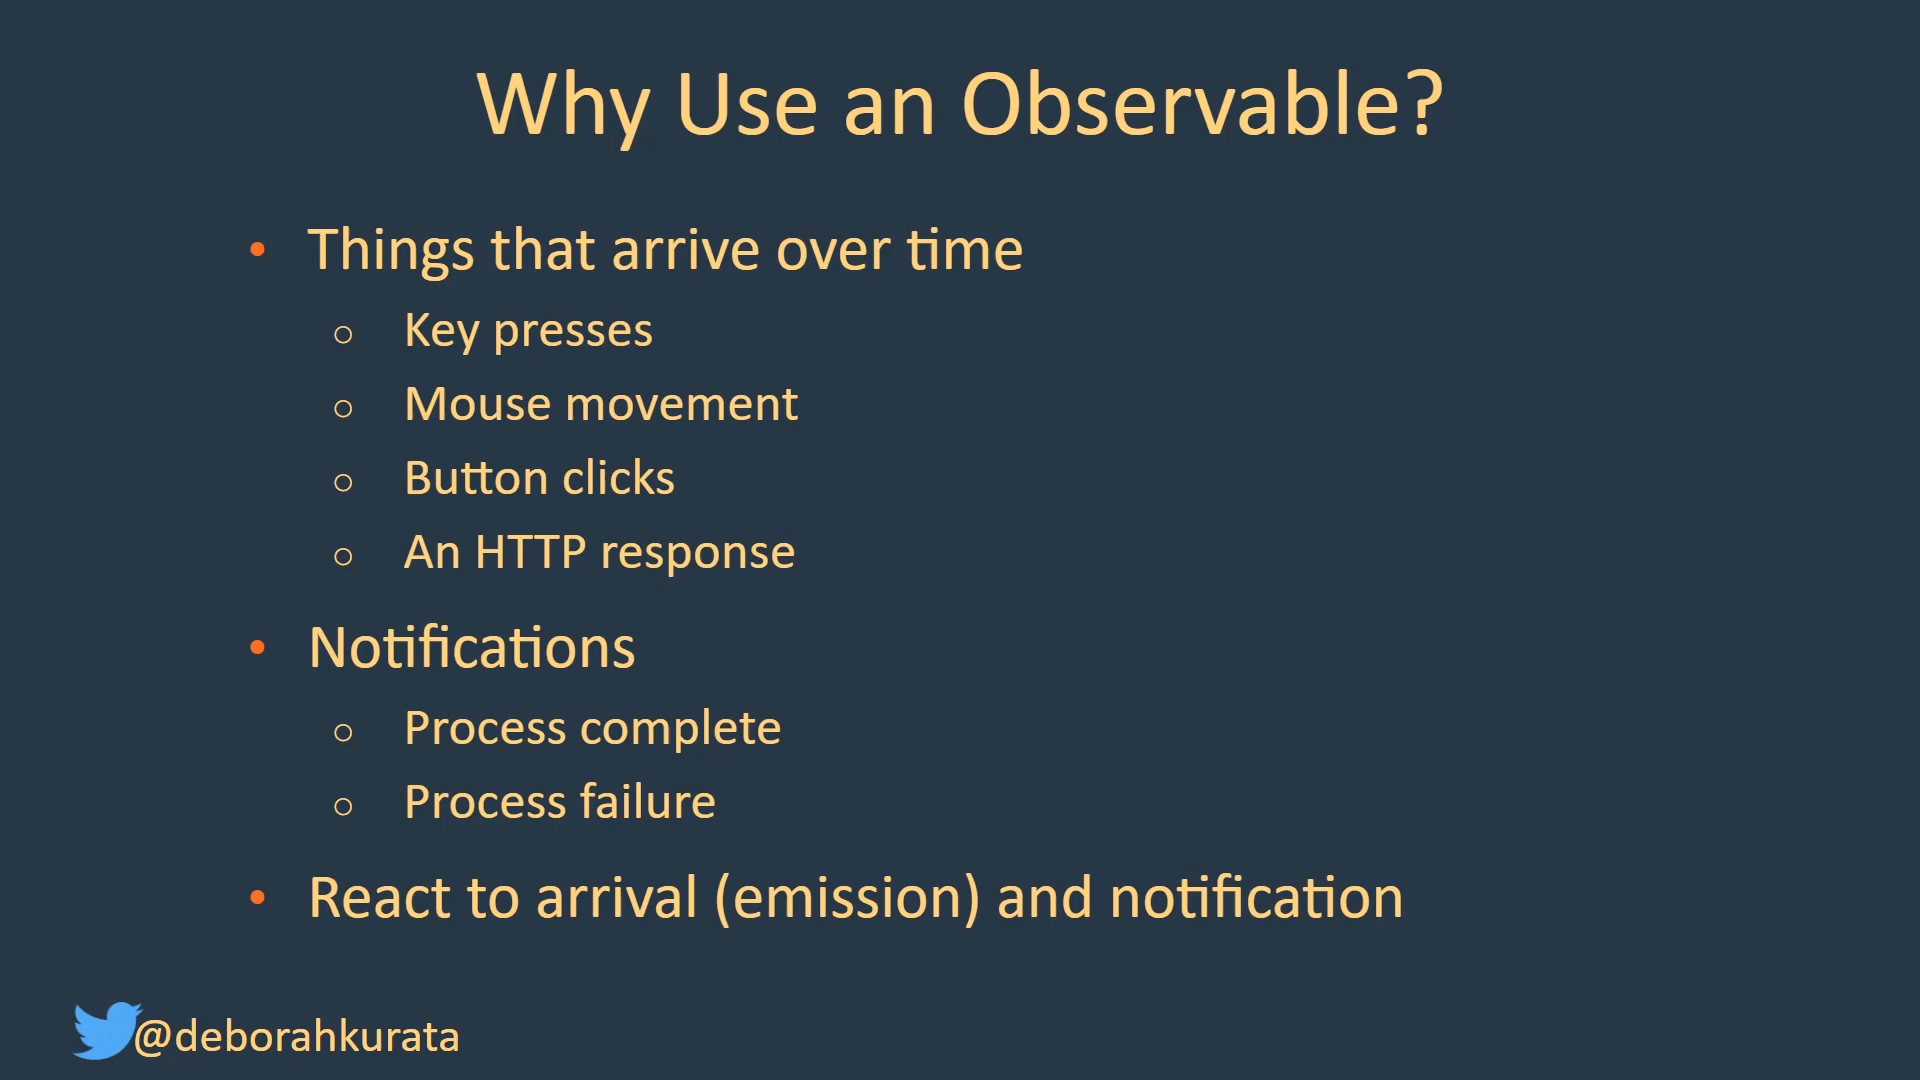 Why Use an Observable?
• Things that arrive over time
○ Key presses
○ Mouse movement
○ Button clicks
○ An HTTP response
• Notifications
○ Process complete
○ Process failure
• React to arrival (emission) and notification
@deborahkurata